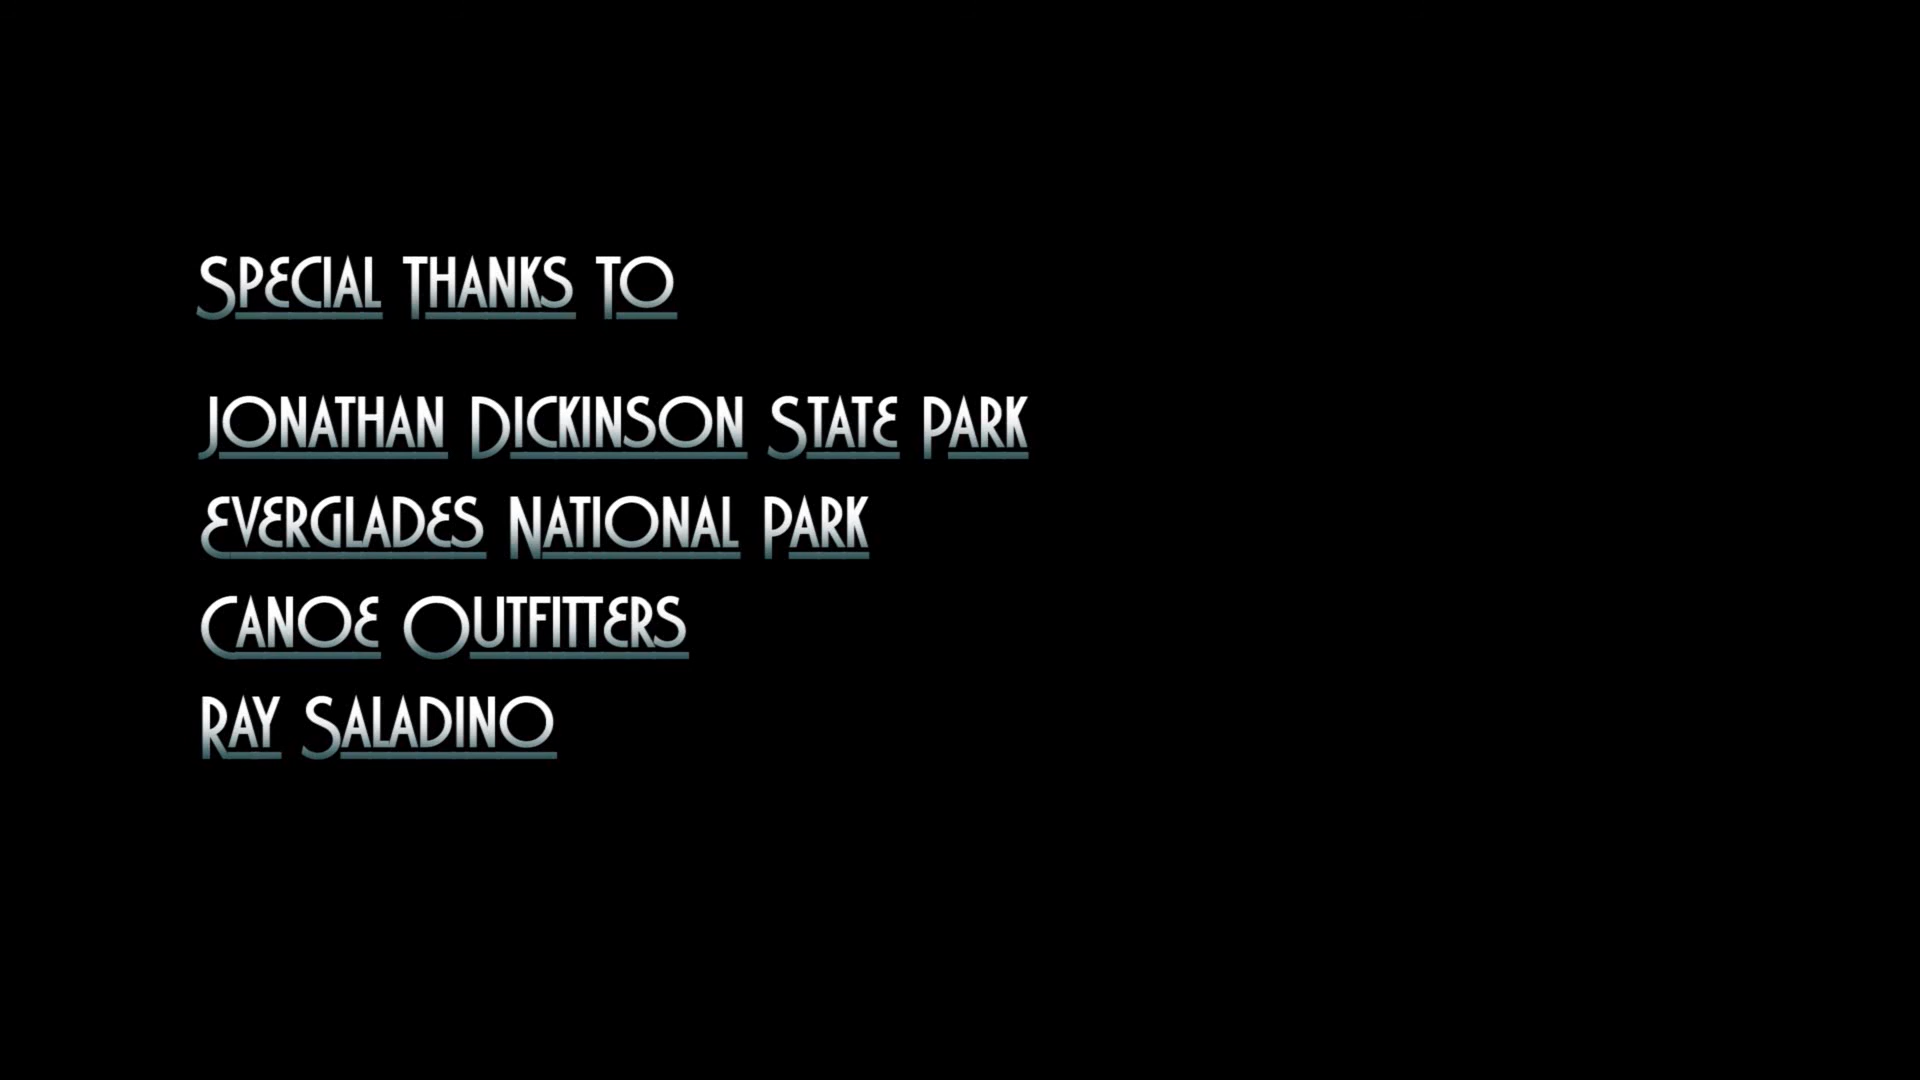 Special Thanks To
Jonathan Dickinson State Park
Everglades National Park
Canoe Outfitters
Ray Saladino